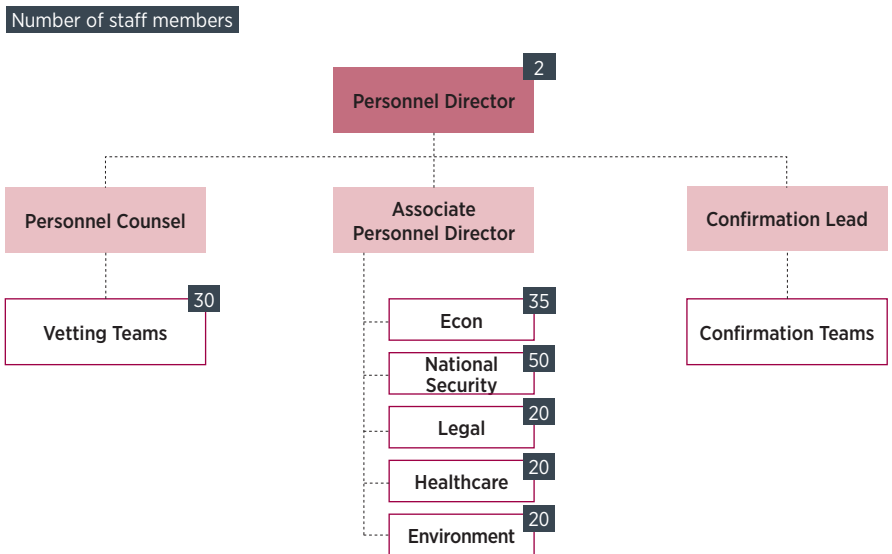 Number of staff members
2
Personnel Director
Personnel Counsel
Associate
Personnel Director
Confirmation Lead
30
Vetting Teams
35
Econ
Confirmation Teams
50
National
Security
20
Legal
20
Healthcare
20
Environment